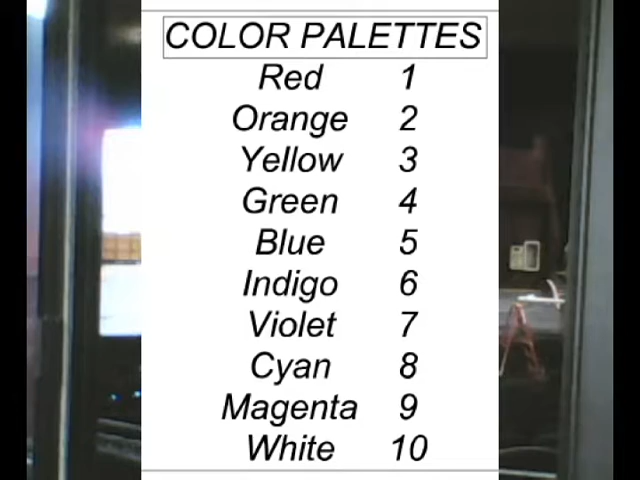 COLOR PALETTES
Red 1
Orange 2
Yellow 3
Green 4
Blue 5
Indigo 6
Violet 7
Cyan 8
Magenta 9
White 10